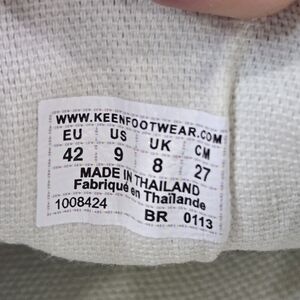 WWW.KEENFOOTWEAR.COM
EU US UK CM
42 9 8 27
MADE IN THAILAND
Fabriqué en Thaïlande
1008424 BR 0113